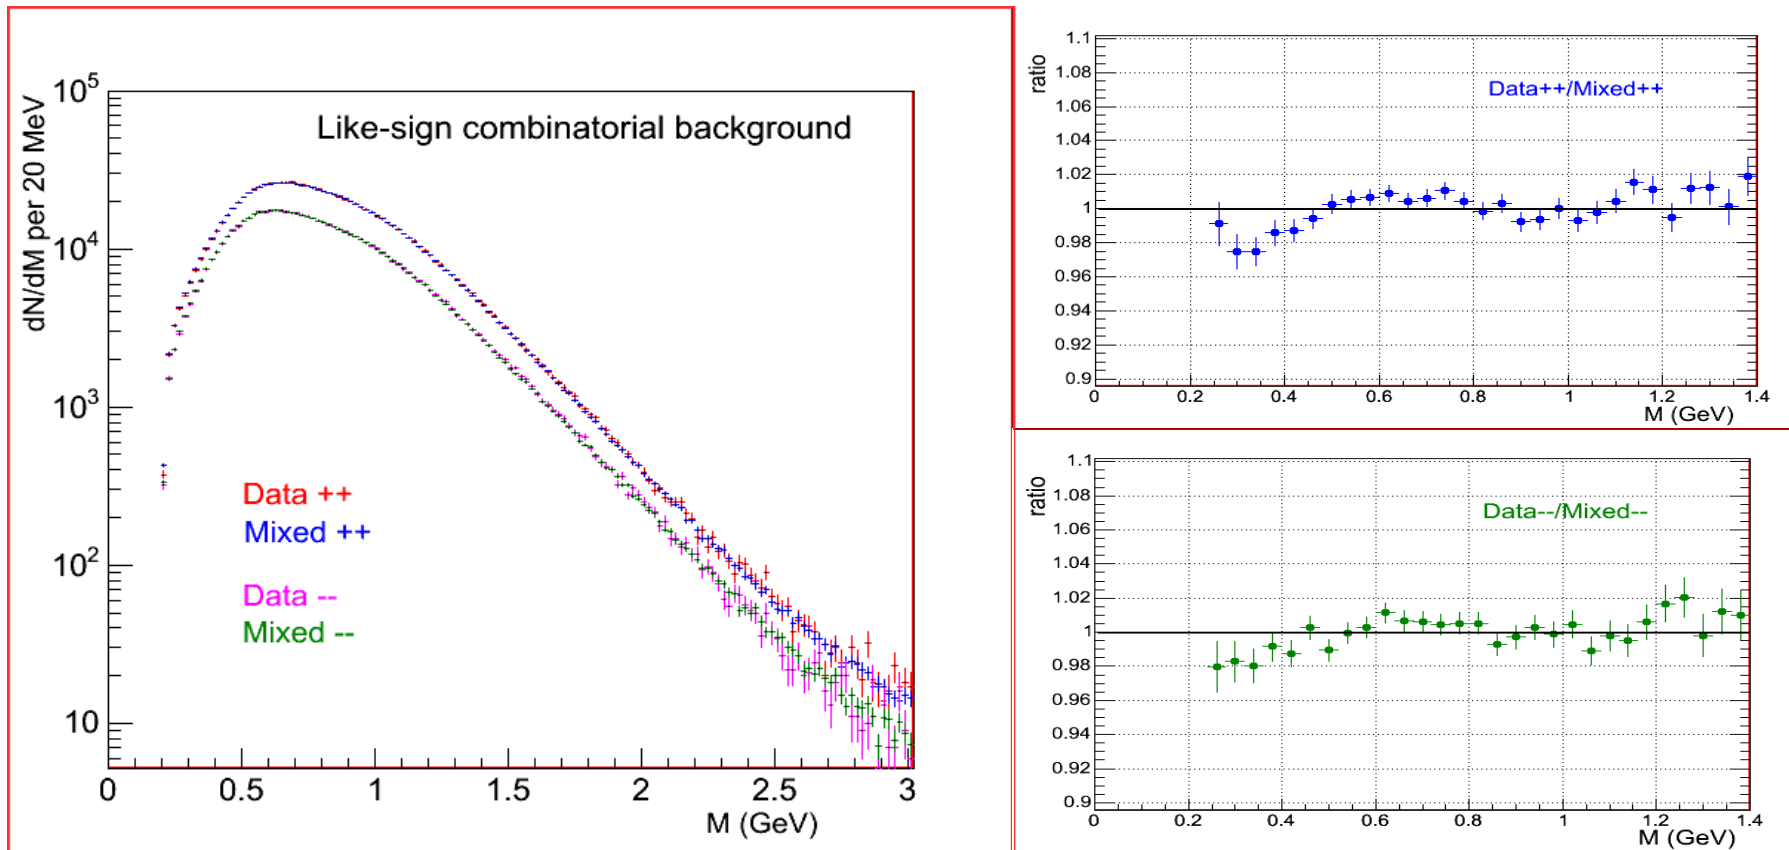 dN/dM per 20 MeV
10^5
10^4
10^3
10^2
10
Like-sign combinatorial background
Data ++
Mixed ++
Data --
Mixed --
0 0.5 1 1.5 2 2.5 3
M (GeV)
ratio
1.1
1.08
1.06
1.04
1.02
1
0.98
0.96
0.94
0.92
0.9
Data++/Mixed++
0 0.2 0.4 0.6 0.8 1 1.2 1.4
M (GeV)
ratio
1.1
1.08
1.06
1.04
1.02
1
0.98
0.96
0.94
0.92
0.9
Data--/Mixed--
0 0.2 0.4 0.6 0.8 1 1.2 1.4
M (GeV)